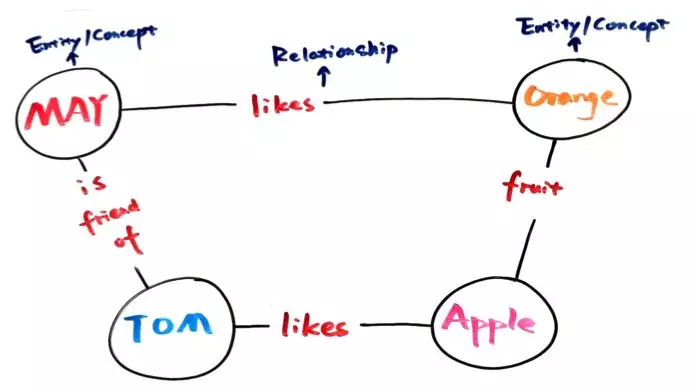 Entity/Concept
Entity/Concept
Relationship
MAY
likes
Orange
is
friend
of
fruit
TOM
likes
Apple